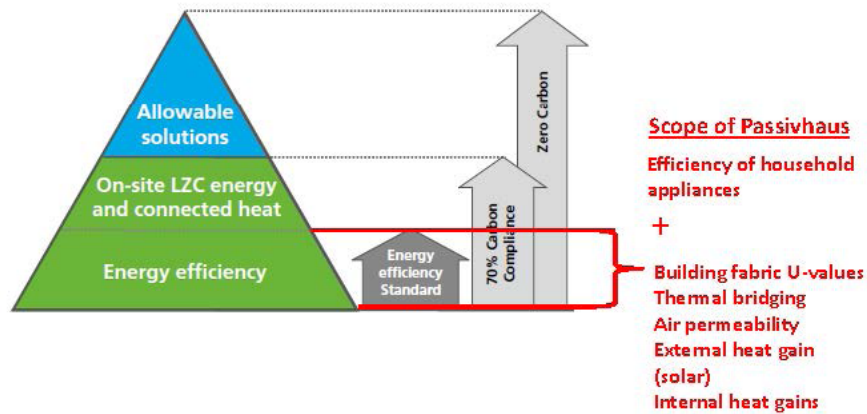 Allowable
solutions
On-site LZC energy
and connected heat
Energy efficiency
Energy
efficiency
Standard
70% Carbon
Compliance
Zero Carbon
Scope of Passivhaus
Efficiency of household
appliances
+
Building fabric U-values
Thermal bridging
Air permeability
External heat gain
(solar)
Internal heat gains